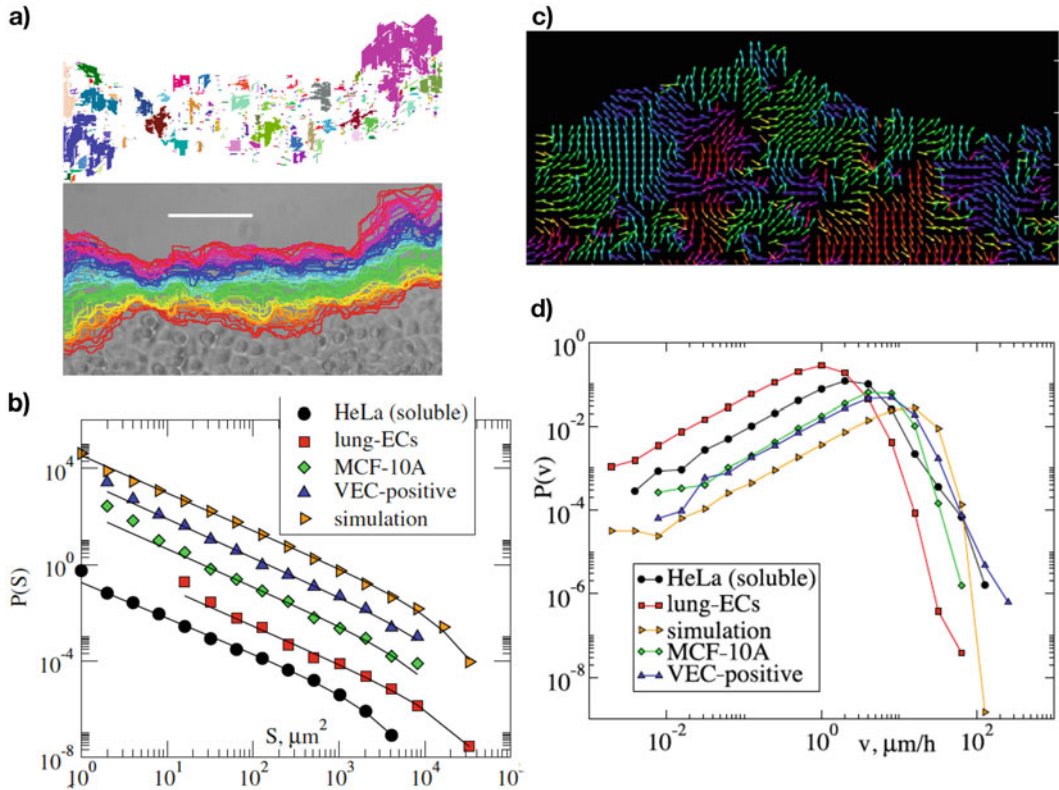 a)
c)
b)
HeLa (soluble)
lung-ECs
MCF-10A
VEC-positive
simulation
P(S)
10^4
10^0
10^-4
10^-8
10^0
10^1
10^2
10^3
10^4
10^
S, μm^2
d)
P(v)
10^0
10^-2
10^-4
10^-6
10^-8
HeLa (soluble)
lung-ECs
simulation
MCF-10A
VEC-positive
10^-2
10^0
10^2
v, μm/h